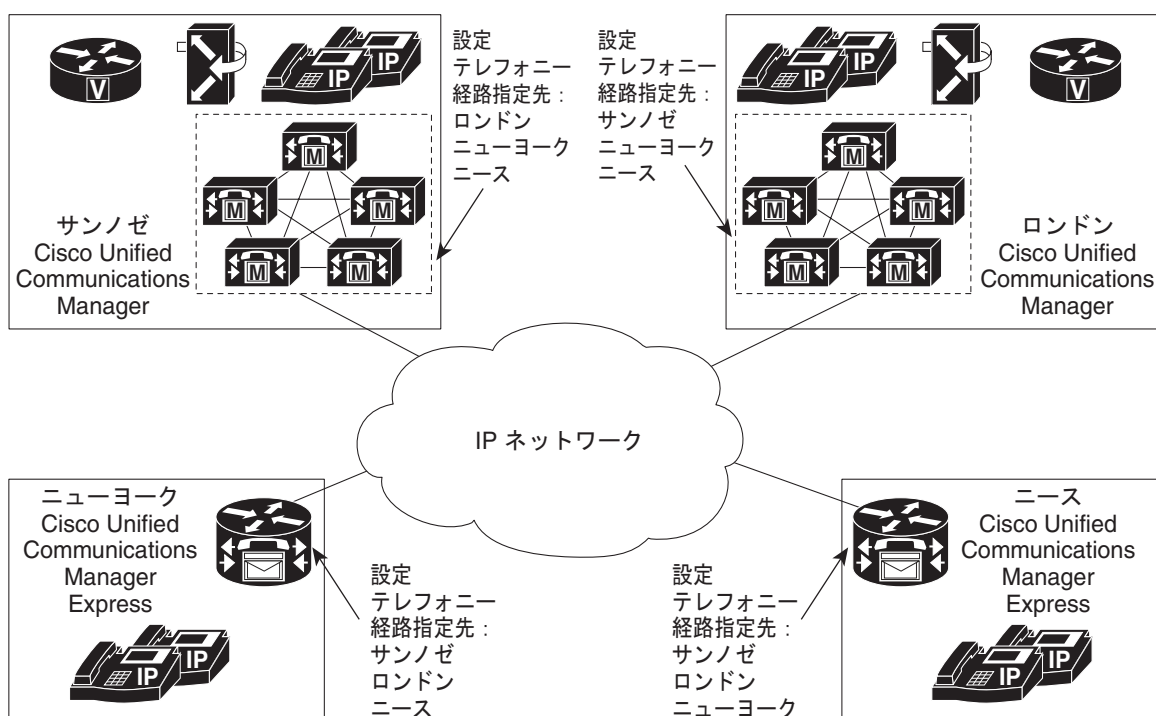 設定
テレフォニー
経路指定先:
ロンドン
ニューヨーク
ニース
設定
テレフォニー
経路指定先:
サンノゼ
ニューヨーク
ニース
V
IP
IP
M
M
M
M
M
サンノゼ
Cisco Unified
Communications
Manager
IP
IP
V
M
M
M
M
M
ロンドン
Cisco Unified
Communications
Manager
IP ネットワーク
ニューヨーク
Cisco Unified
Communications
Manager
Express
IP
IP
設定
テレフォニー
経路指定先:
サンノゼ
ロンドン
ニース
設定
テレフォニー
経路指定先:
サンノゼ
ロンドン
ニューヨーク
ニース
Cisco Unified
Communications
Manager
Express
IP
IP